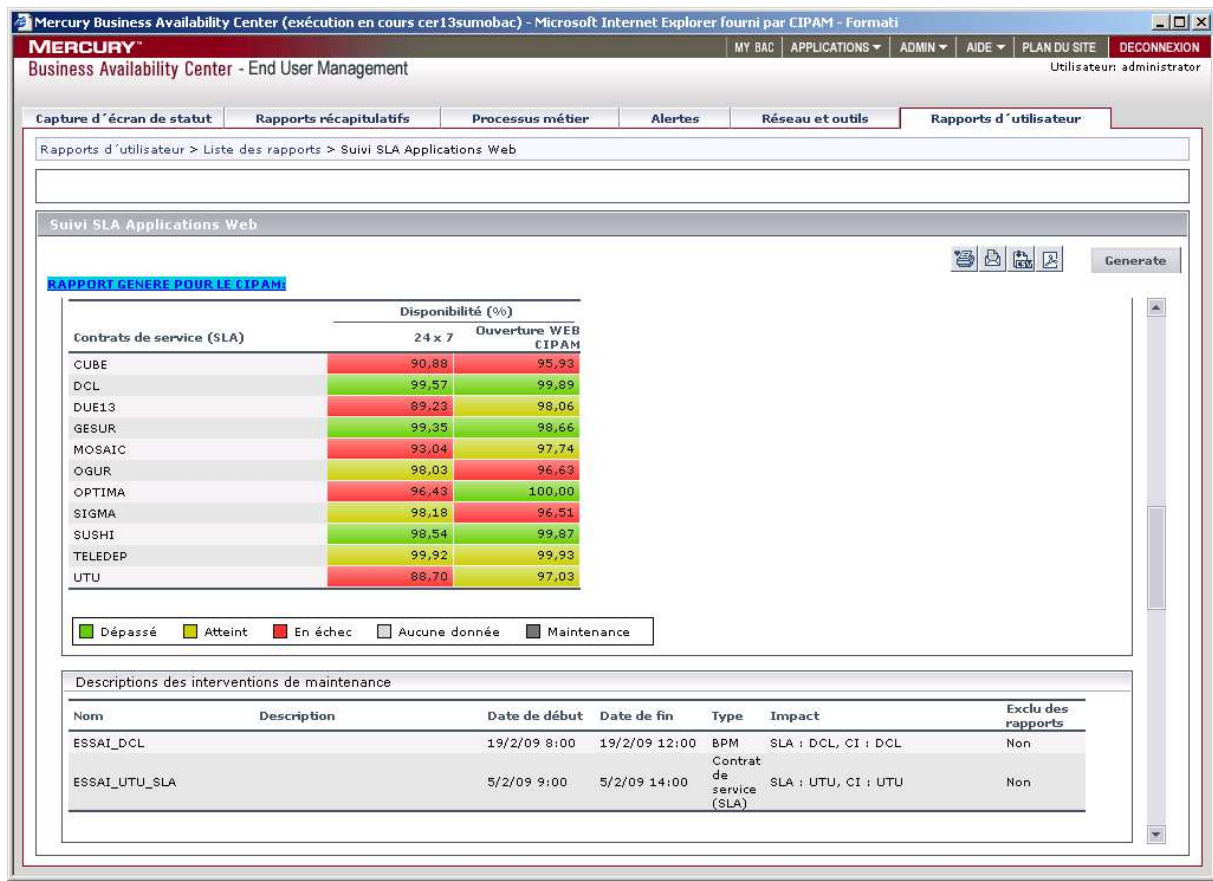 Mercury Business Availability Center (exécution en cours cer13sumobac) - Microsoft Internet Explorer fourni par CIPAM - Formati
MERCURY™
MY BAC APPLICATIONS ADMIN AIDE PLAN DU SITE DECONNEXION
Business Availability Center - End User Management
Utilisateur: administrator
Capture d´écran de statut Rapports récapitulatifs Processus métier Alertes Réseau et outils Rapports d´utilisateur
Rapports d´utilisateur > Liste des rapports > Suivi SLA Applications Web
Suivi SLA Applications Web
Generate
RAPPORT GENERE POUR LE CIPAM:
Disponibilité (%)
Contrats de service (SLA) 24 x 7 Ouverture WEB CIPAM
CUBE 90,88 95,93
DCL 99,57 99,89
DUE13 89,23 98,06
GESUR 99,35 98,66
MOSAIC 93,04 97,74
OGUR 98,03 96,63
OPTIMA 96,43 100,00
SIGMA 98,18 96,51
SUSHI 98,54 99,87
TELEDEP 99,92 99,93
UTU 88,70 97,03
Dépassé Atteint En échec Aucune donnée Maintenance
Descriptions des interventions de maintenance
Nom Description Date de début Date de fin Type Impact Exclu des rapports
ESSAI_DCL 19/2/09 8:00 19/2/09 12:00 BPM SLA : DCL, CI : DCL Non
ESSAI_UTU_SLA 5/2/09 9:00 5/2/09 14:00 Contrat de service (SLA) SLA : UTU, CI : UTU Non